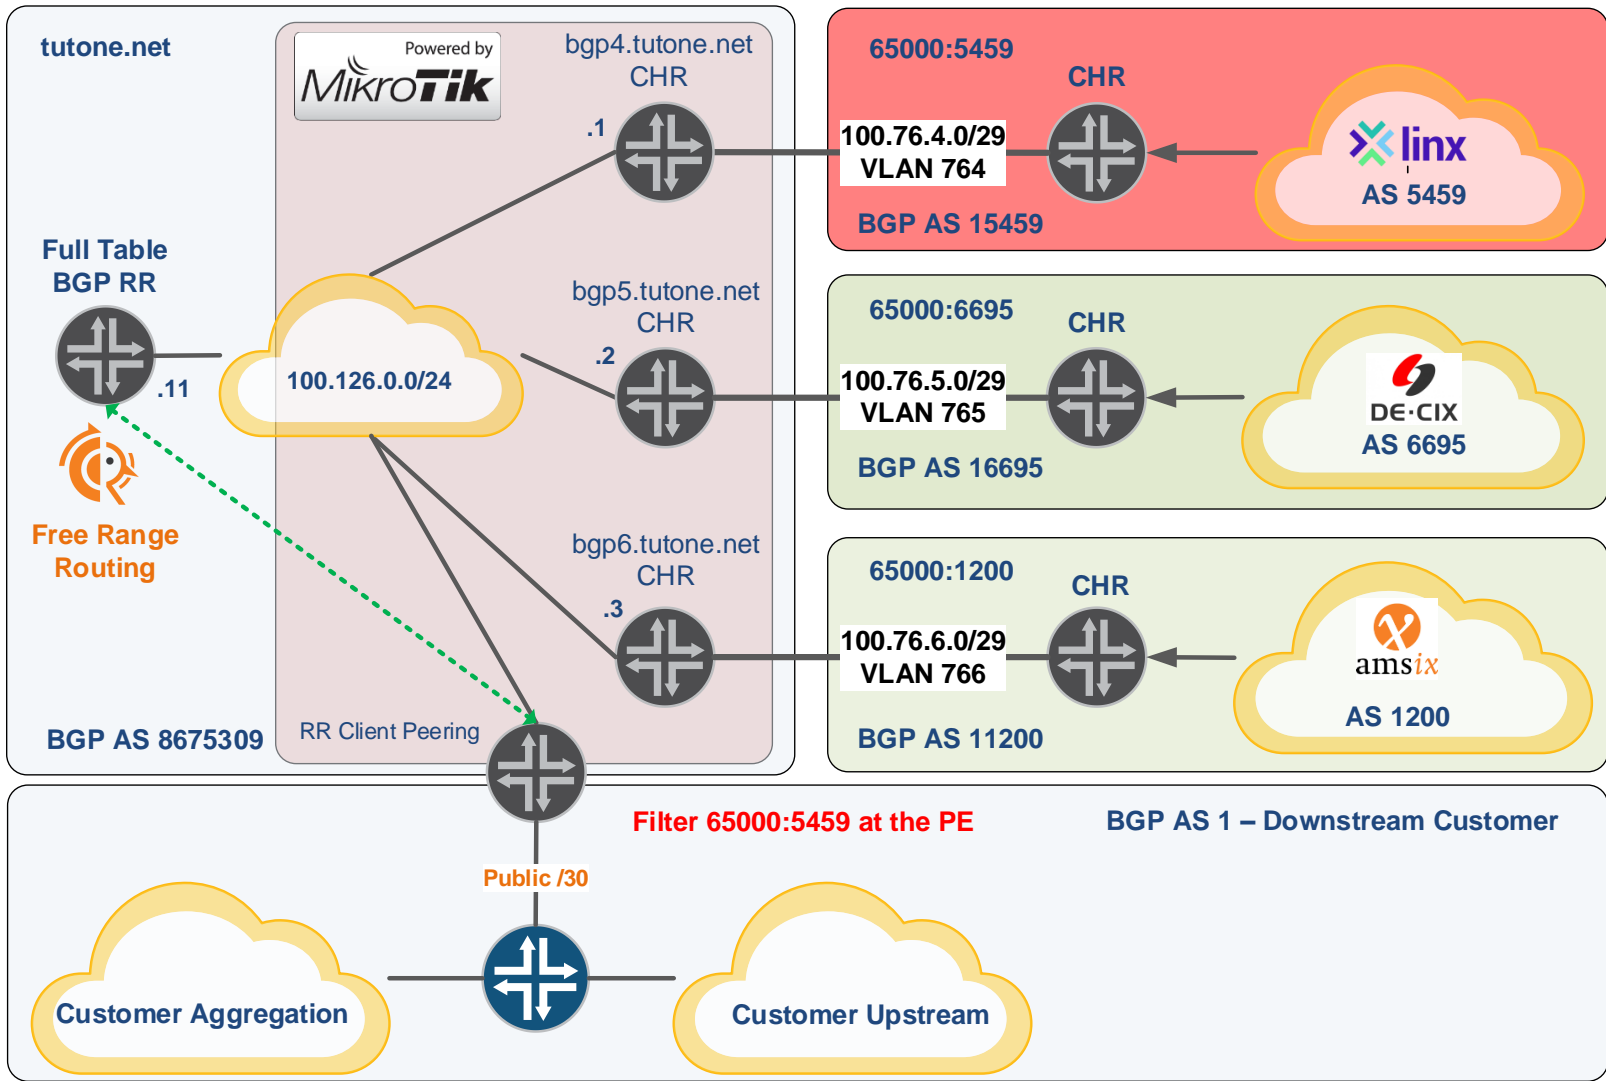 tutone.net
Powered by
MikroTik
bgp4.tutone.net
CHR
.1
Full Table
BGP RR
.11
Free Range
Routing
100.126.0.0/24
bgp5.tutone.net
CHR
.2
bgp6.tutone.net
CHR
.3
RR Client Peering
BGP AS 8675309
65000:5459
CHR
100.76.4.0/29
VLAN 764
BGP AS 15459
linx
AS 5459
65000:6695
CHR
100.76.5.0/29
VLAN 765
BGP AS 16695
DE-CIX
AS 6695
65000:1200
CHR
100.76.6.0/29
VLAN 766
BGP AS 11200
amsix
AS 1200
Filter 65000:5459 at the PE
BGP AS 1 – Downstream Customer
Public /30
Customer Aggregation
Customer Upstream